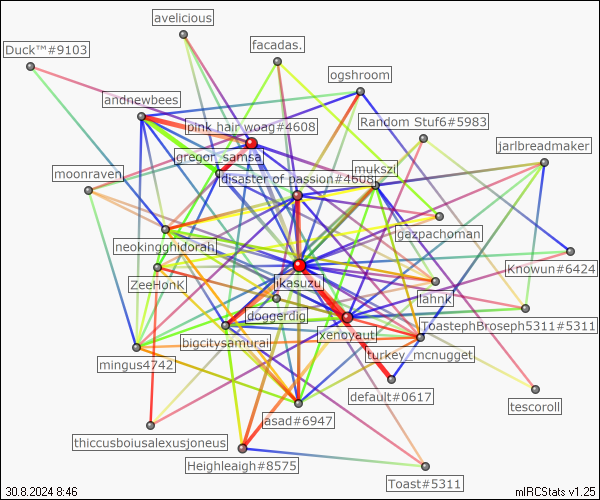 avelicious
facadas.
Duck™#9103
ogshroom
andnewbees
pink hair woag#4608
Random Stuf6#5983
jarlbreadmaker
gregor_samsa
moonraven
disaster of passion#4608
mukszi
gazpachoman
neokingghidorah
Knowun#6424
ZeeHonK
ikasuzu
lahnk
doggerdig
ToastephBroseph5311#5311
xenoyaut
bigcitysamurai
turkey_mcnugget
mingus4742
default#0617
tescoroll
asad#6947
thiccusboiusalexusjoneus
Heighleaigh#8575
Toast#5311
30.8.2024 8:46
mIRCStats v1.25